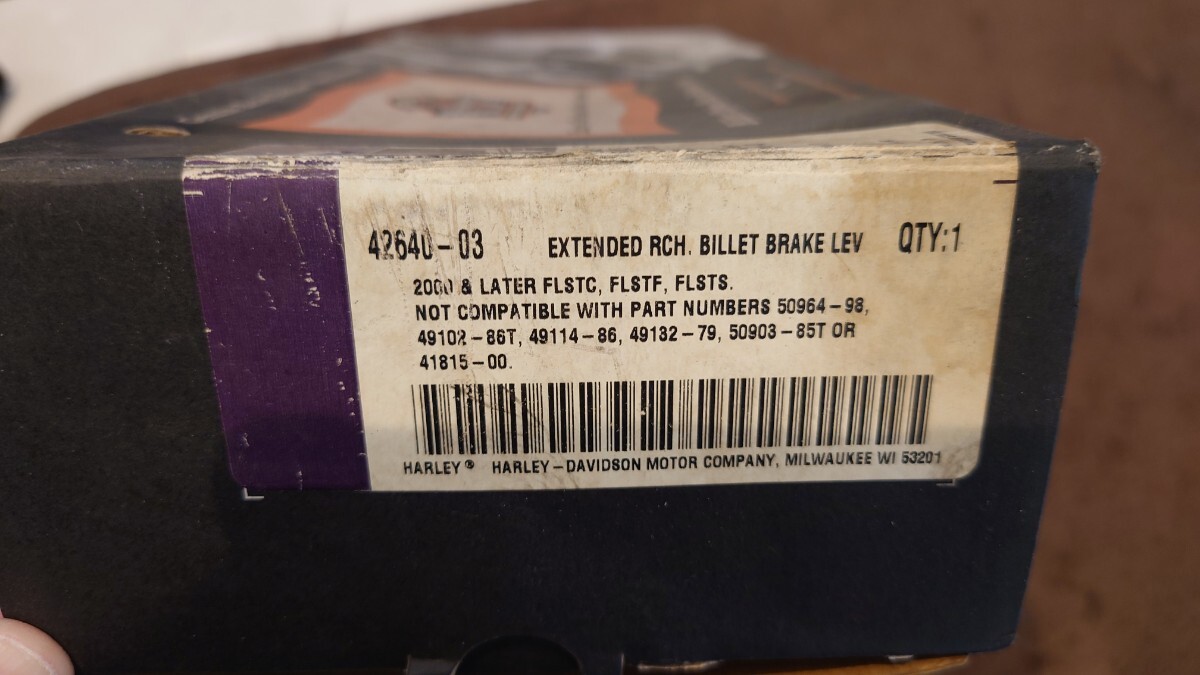 42640-03 EXTENDED RCH. BILLET BRAKE LEV QTY:1
2000 & LATER FLSTC, FLSTF, FLSTS.
NOT COMPATIBLE WITH PART NUMBERS 50964-98,
49102-86T, 49114-86, 49132-79, 50903-85T OR
41815-00.
HARLEY® HARLEY-DAVIDSON MOTOR COMPANY, MILWAUKEE WI 53201